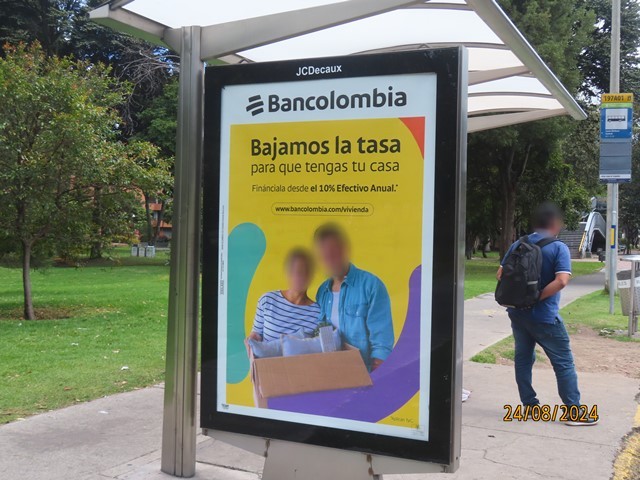 JCDecaux
Bancolombia
Bajamos la tasa
para que tengas tu casa
Fináncialo desde el 10% Efectivo Anual.*
www.bancolombia.com/vivienda
24/08/2024